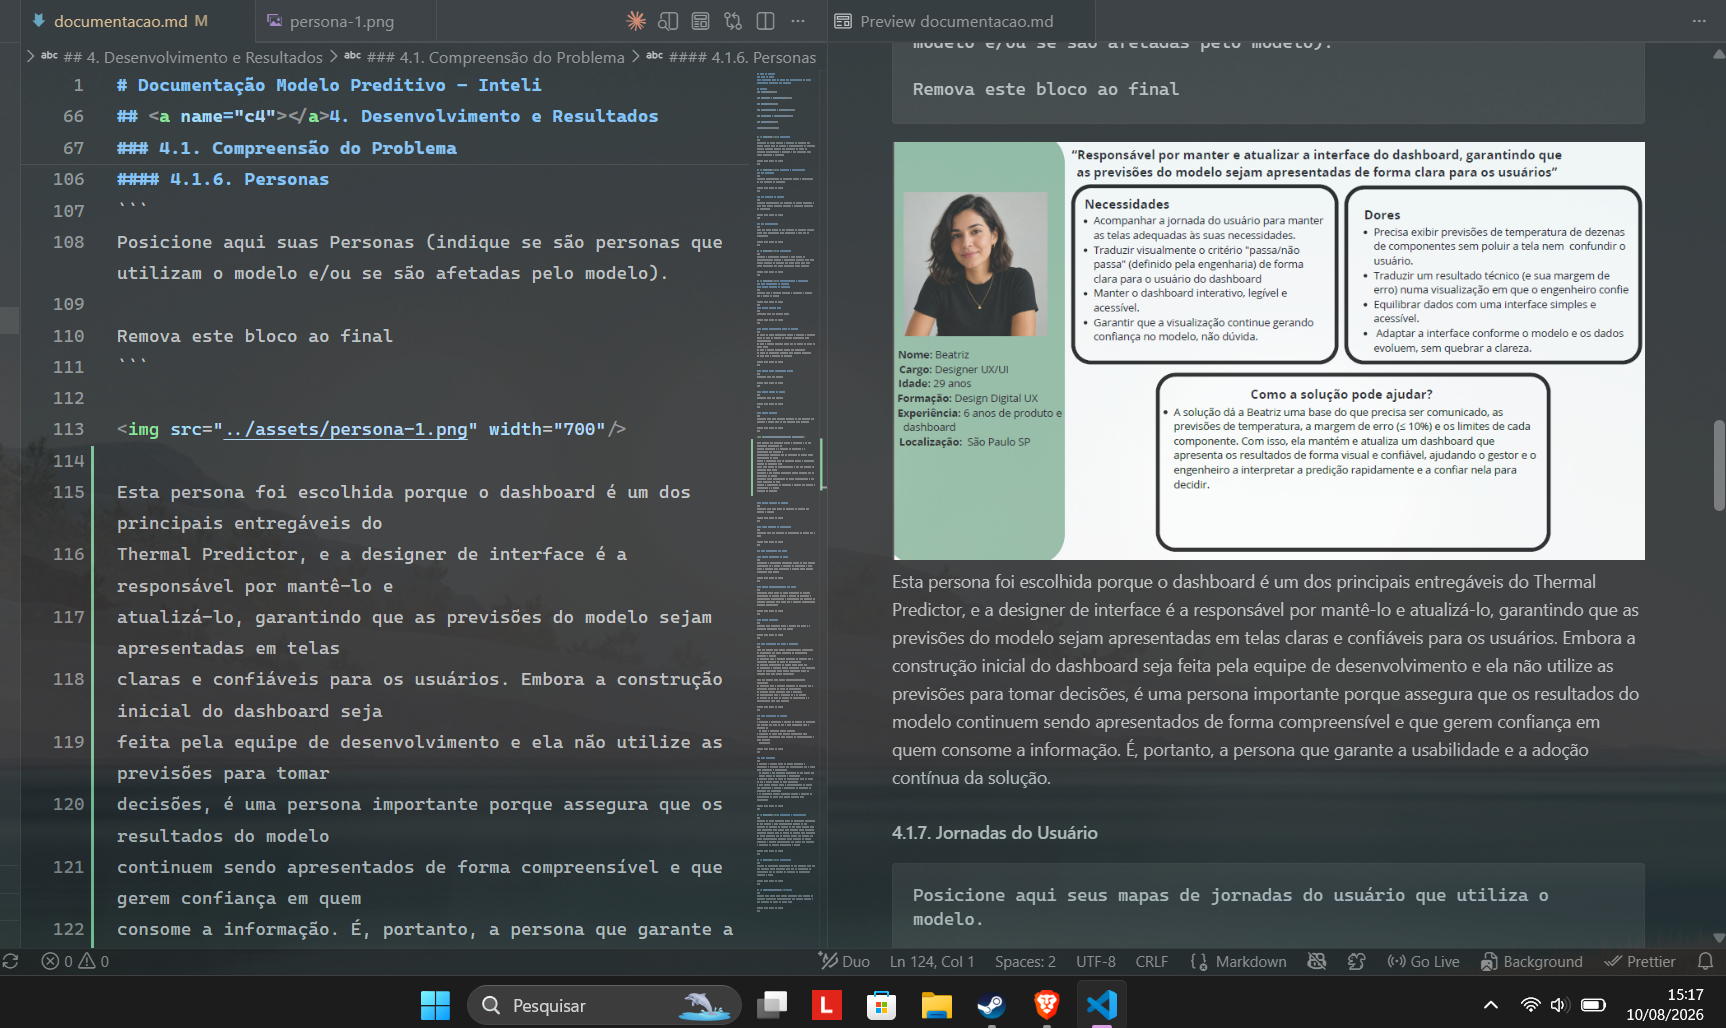 documentacao.md M
persona-1.png
Preview documentacao.md
abc ## 4. Desenvolvimento e Resultados > abc ### 4.1. Compreensão do Problema > abc #### 4.1.6. Personas
1 # Documentação Modelo Preditivo - Inteli
66 ## <a name="c4"></a>4. Desenvolvimento e Resultados
67 ### 4.1. Compreensão do Problema
106 #### 4.1.6. Personas
107 ```
108 Posicione aqui suas Personas (indique se são personas que
utilizam o modelo e/ou se são afetadas pelo modelo).
109
110 Remova este bloco ao final
111 ```
112
113 <img src="../assets/persona-1.png" width="700"/>
114
115 Esta persona foi escolhida porque o dashboard é um dos
principais entregáveis do
116 Thermal Predictor, e a designer de interface é a
responsável por mantê-lo e
117 atualizá-lo, garantindo que as previsões do modelo sejam
apresentadas em telas
118 claras e confiáveis para os usuários. Embora a construção
inicial do dashboard seja
119 feita pela equipe de desenvolvimento e ela não utilize as
previsões para tomar
120 decisões, é uma persona importante porque assegura que os
resultados do modelo
121 continuem sendo apresentados de forma compreensível e que
gerem confiança em quem
122 consome a informação. É, portanto, a persona que garante a
modelo e/ou se são afetadas pelo modelo).
Remova este bloco ao final
“Responsável por manter e atualizar a interface do dashboard, garantindo que
as previsões do modelo sejam apresentadas de forma clara para os usuários”
Necessidades
• Acompanhar a jornada do usuário para manter
as telas adequadas às suas necessidades.
• Traduzir visualmente o critério "passa/não
passa" (definido pela engenharia) de forma
clara para o usuário do dashboard
• Manter o dashboard interativo, legível e
acessível.
• Garantir que a visualização continue gerando
confiança no modelo, não dúvida.
Dores
• Precisa exibir previsões de temperatura de dezenas
de componentes sem poluir a tela nem confundir o
usuário.
• Traduzir um resultado técnico (e sua margem de
erro) numa visualização em que o engenheiro confie
• Equilibrar dados com uma interface simples e
acessível.
• Adaptar a interface conforme o modelo e os dados
evoluem, sem quebrar a clareza.
Nome: Beatriz
Cargo: Designer UX/UI
Idade: 29 anos
Formação: Design Digital UX
Experiência: 6 anos de produto e
dashboard
Localização: São Paulo SP
Como a solução pode ajudar?
• A solução dá a Beatriz uma base do que precisa ser comunicado, as
previsões de temperatura, a margem de erro (≤ 10%) e os limites de cada
componente. Com isso, ela mantém e atualiza um dashboard que
apresenta os resultados de forma visual e confiável, ajudando o gestor e o
engenheiro a interpretar a predição rapidamente e a confiar nela para
decidir.
Esta persona foi escolhida porque o dashboard é um dos principais entregáveis do Thermal
Predictor, e a designer de interface é a responsável por mantê-lo e atualizá-lo, garantindo que as
previsões do modelo sejam apresentadas em telas claras e confiáveis para os usuários. Embora a
construção inicial do dashboard seja feita pela equipe de desenvolvimento e ela não utilize as
previsões para tomar decisões, é uma persona importante porque assegura que os resultados do
modelo continuem sendo apresentados de forma compreensível e que gerem confiança em
quem consome a informação. É, portanto, a persona que garante a usabilidade e a adoção
contínua da solução.
4.1.7. Jornadas do Usuário
Posicione aqui seus mapas de jornadas do usuário que utiliza o
modelo.
0 0
Duo
Ln 124, Col 1
Spaces: 2
UTF-8
CRLF
Markdown
Go Live
Background
Prettier
Pesquisar
L
15:17
10/08/2026